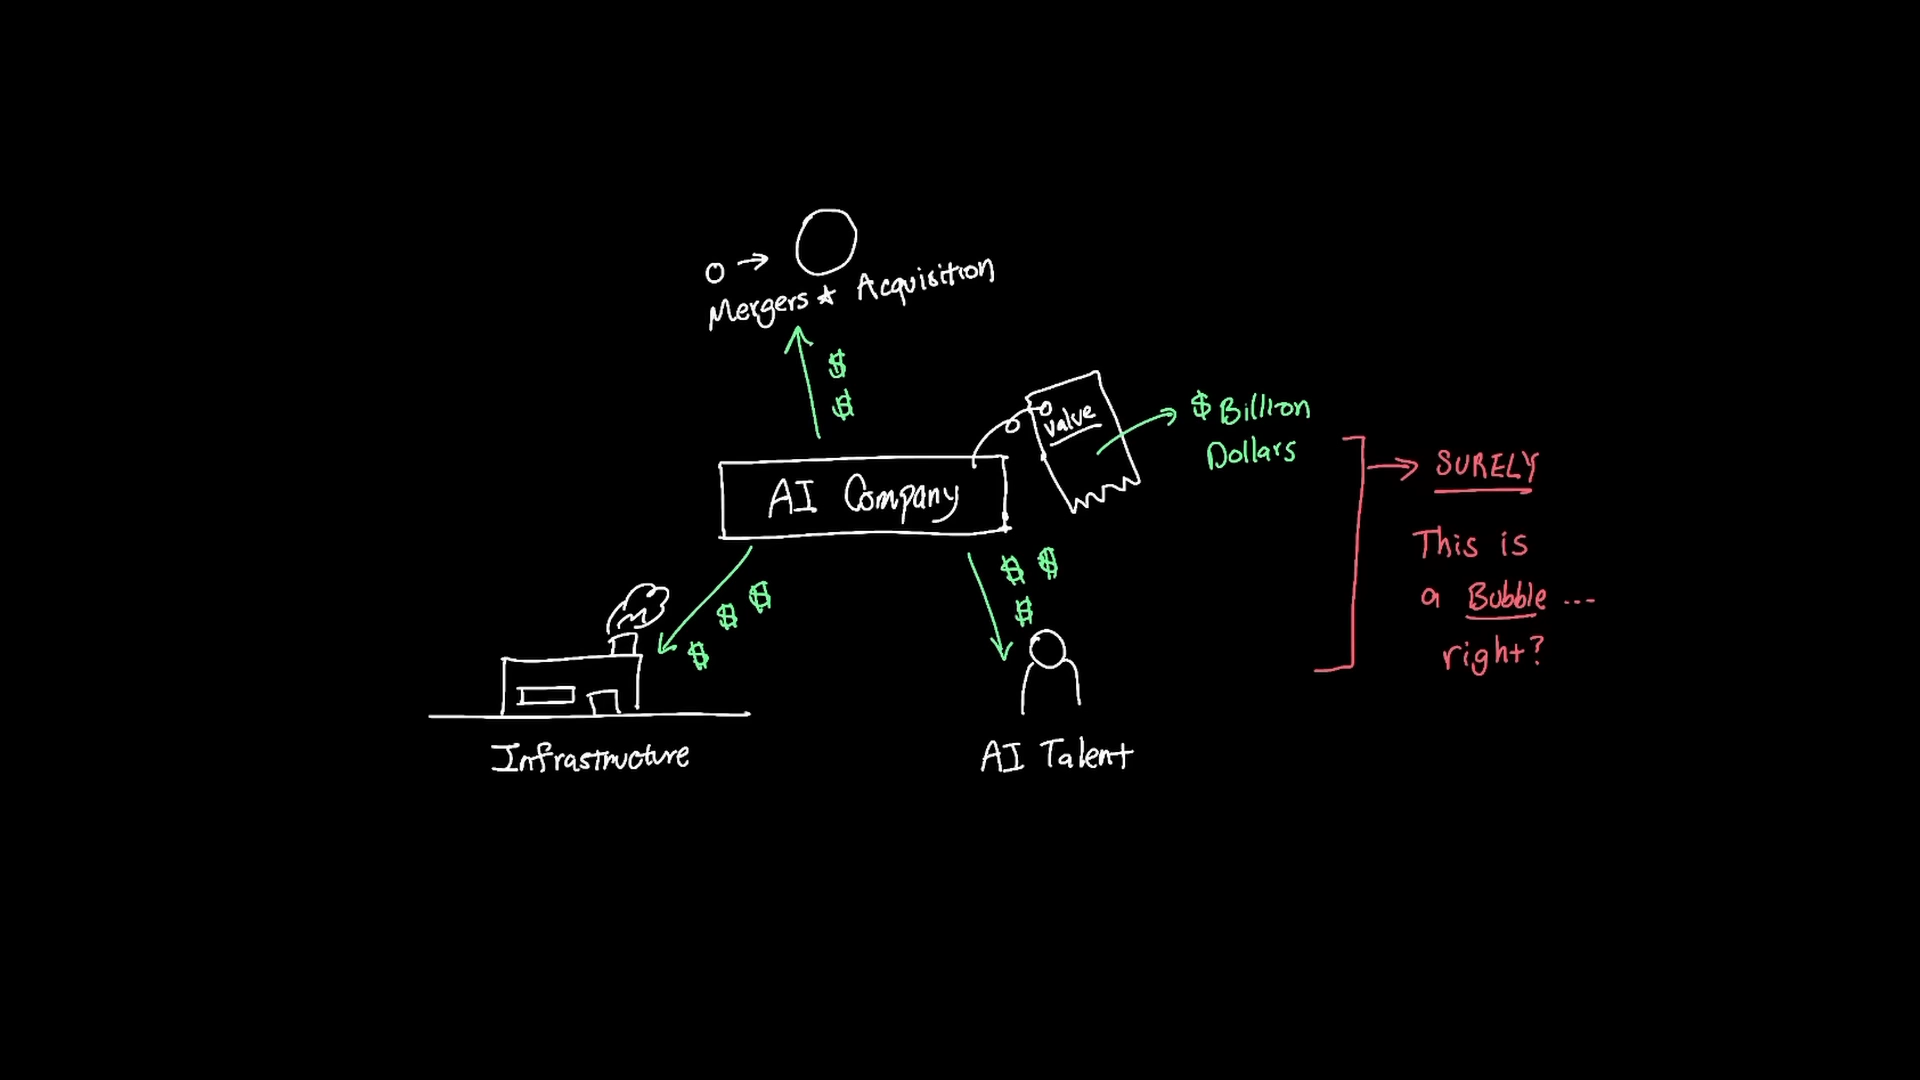 Mergers & Acquisition
$
$
Value
$ Billion
Dollars
AI Company
SURELY
This is
a Bubble ...
right?
$ $
$
$
$
$
Infrastructure
AI Talent